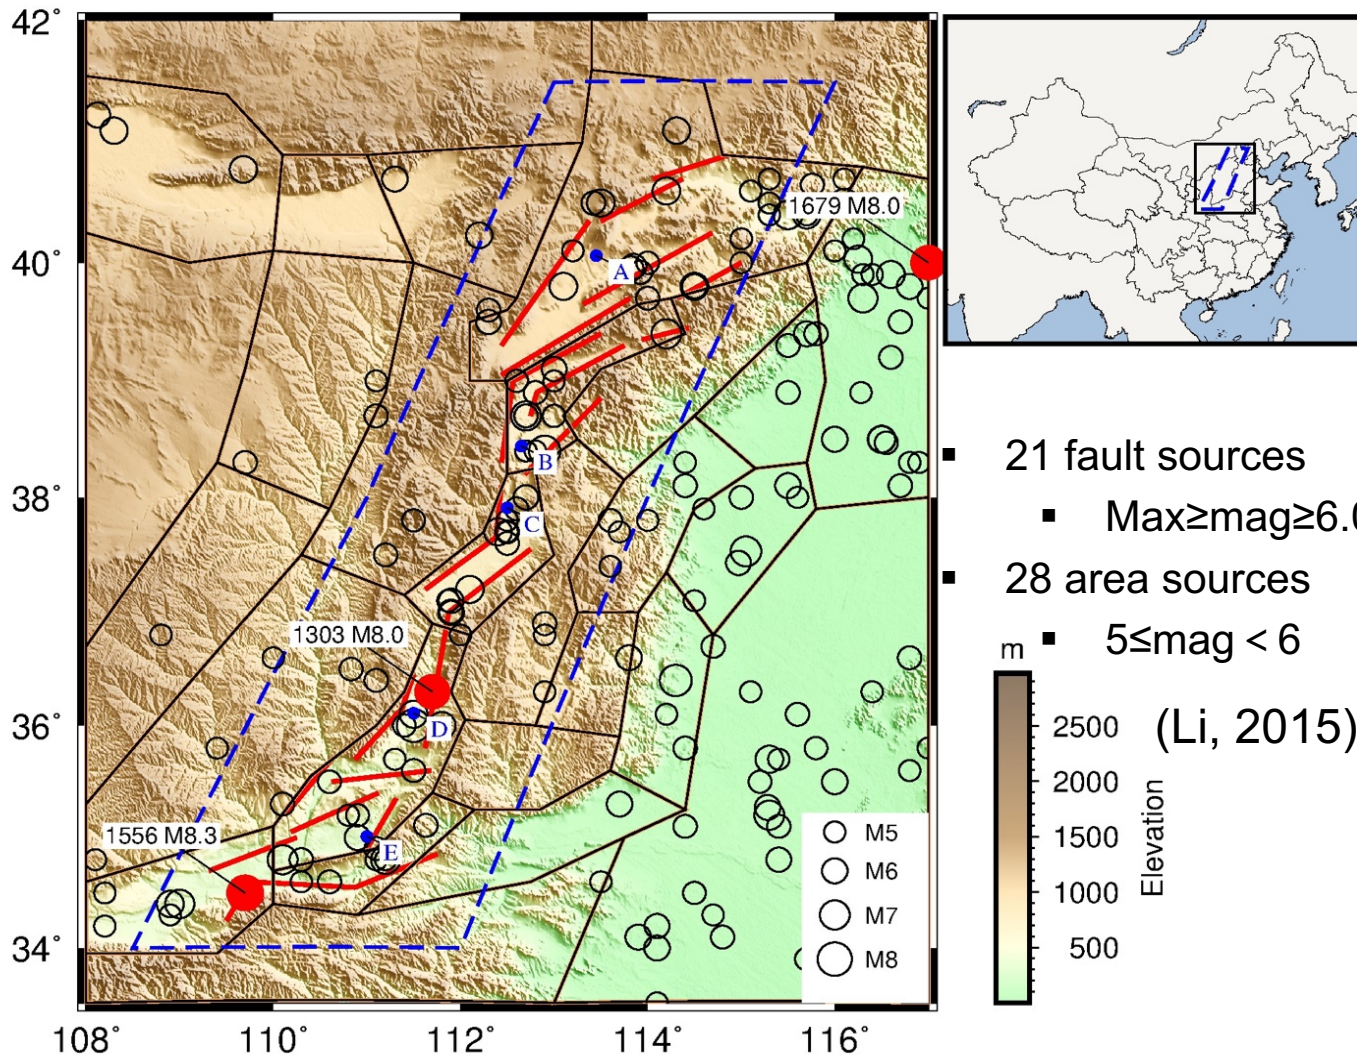 42°
40°
38°
36°
34°
108°
110°
112°
114°
116°
1679 M8.0
A
B
C
1303 M8.0
D
1556 M8.3
E
M5
M6
M7
M8
▪ 21 fault sources
▪ Max≥mag≥6.0
▪ 28 area sources
▪ 5≤mag < 6
(Li, 2015)
m
2500
2000
1500
1000
500
Elevation